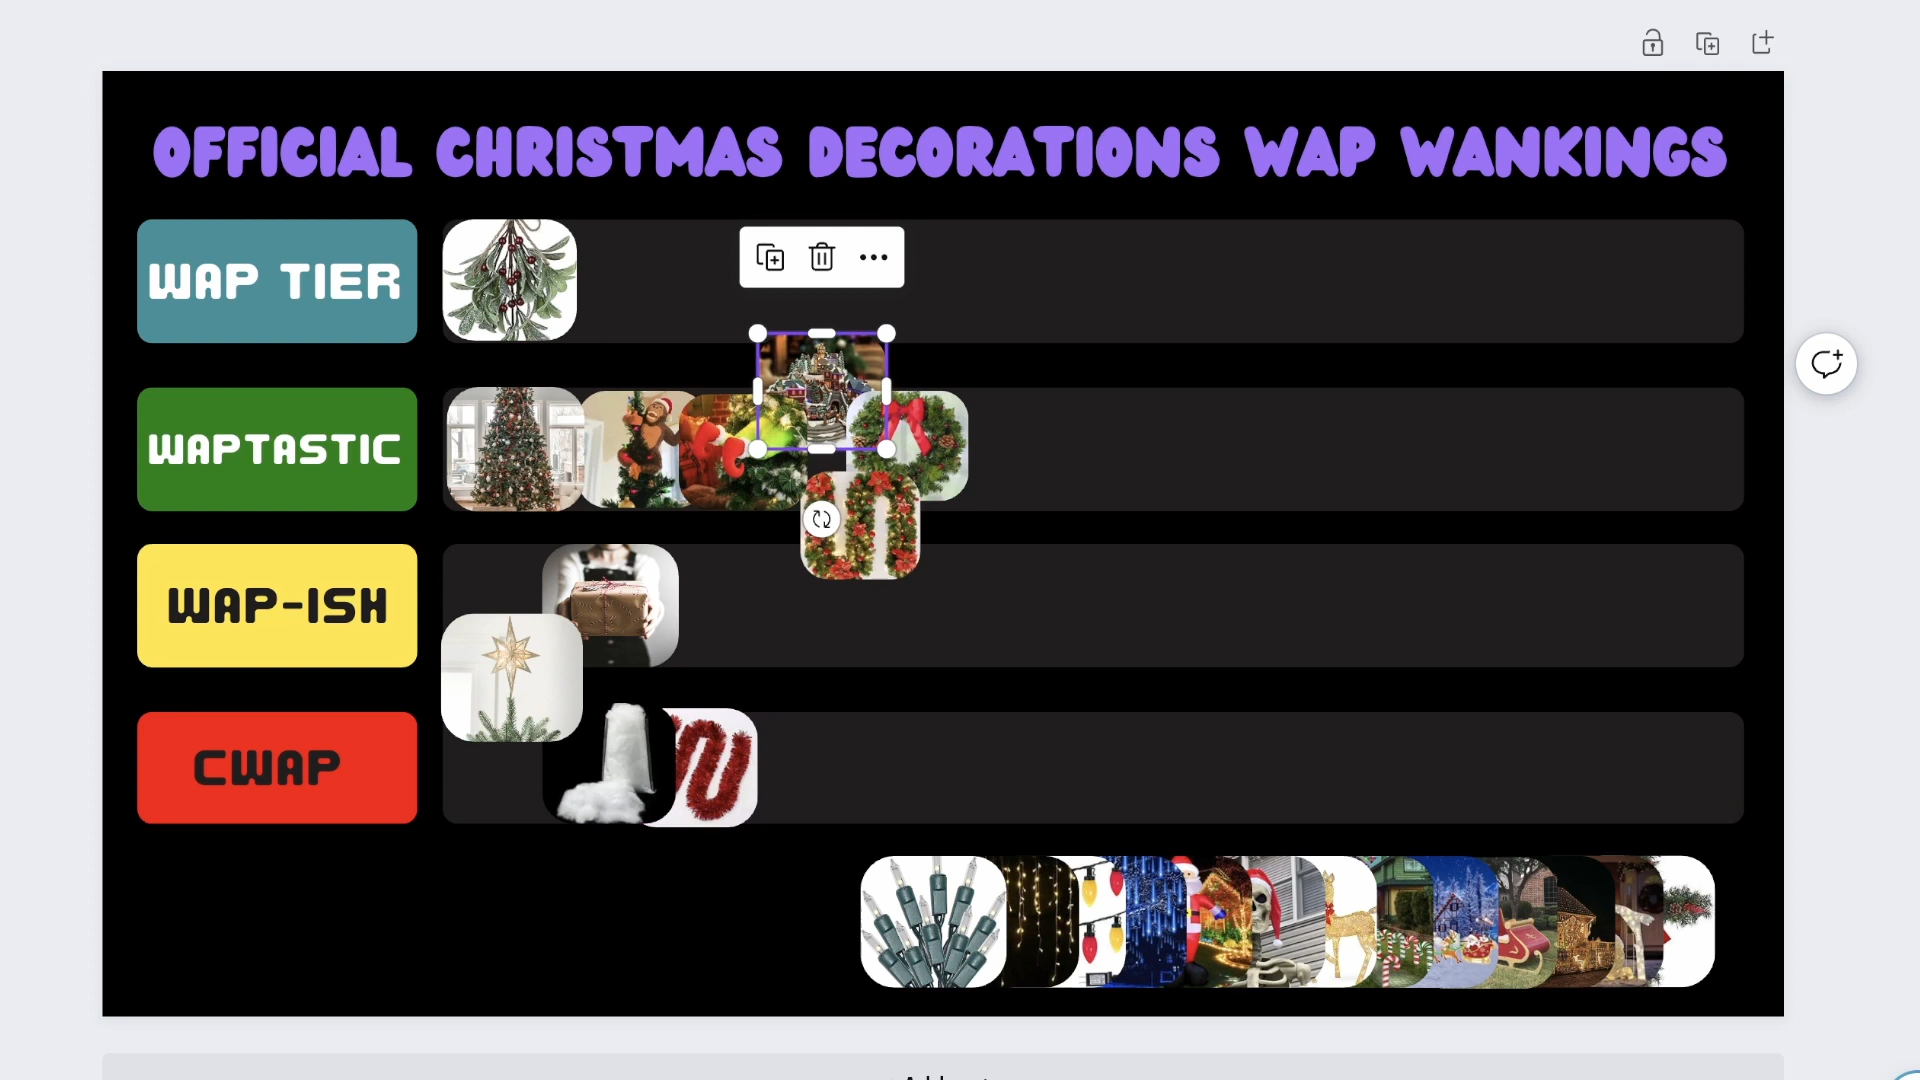 OFFICIAL CHRISTMAS DECORATIONS WAP WANKINGS
WAP TIER
WAPTASTIC
WAP-ISH
CWAP